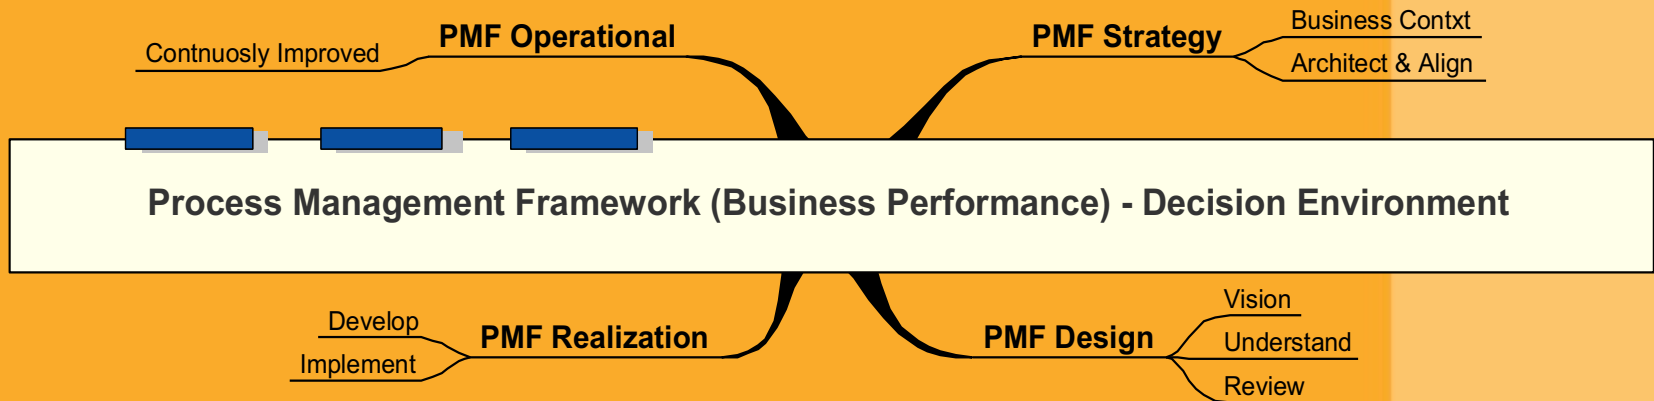 PMF Operational
Contnuosly Improved
PMF Strategy
Business Contxt
Architect & Align
Process Management Framework (Business Performance) - Decision Environment
PMF Realization
Develop
Implement
PMF Design
Vision
Understand
Review